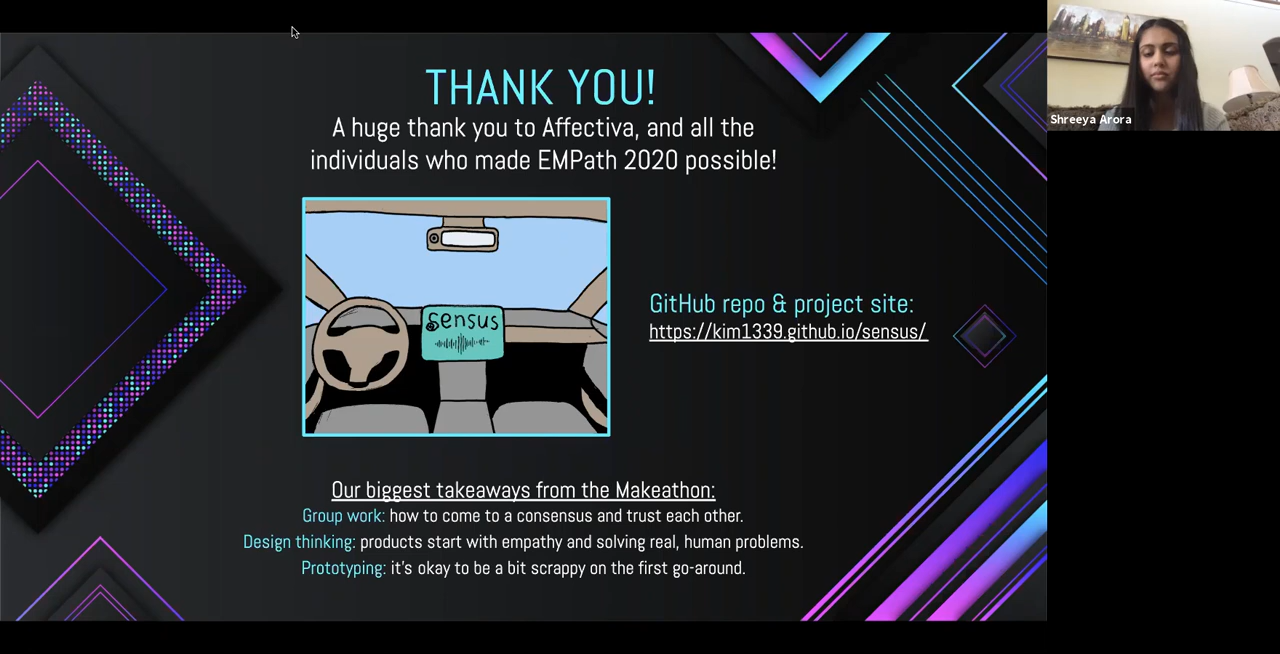 THANK YOU!
A huge thank you to Affectiva, and all the
individuals who made EMPath 2020 possible!
sensus
GitHub repo & project site:
https://kim1339.github.io/sensus/
Our biggest takeaways from the Makeathon:
Group work: how to come to a consensus and trust each other.
Design thinking: products start with empathy and solving real, human problems.
Prototyping: it's okay to be a bit scrappy on the first go-around.
Shreeya Arora